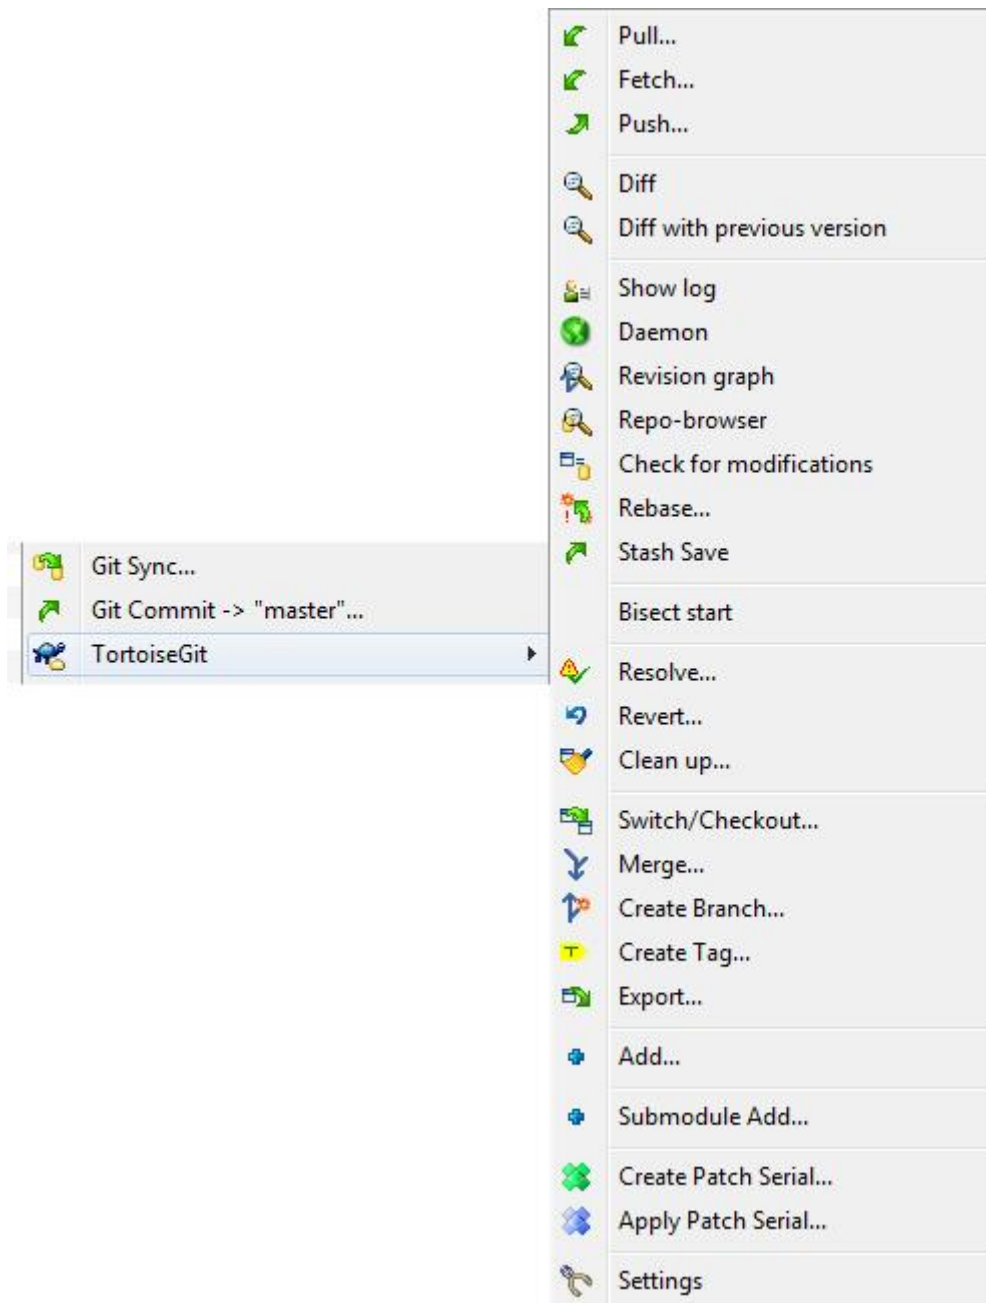 Pull...
Fetch...
Push...
Diff
Diff with previous version
Show log
Daemon
Revision graph
Repo-browser
Check for modifications
Rebase...
Stash Save
Bisect start
Resolve...
Revert...
Clean up...
Switch/Checkout...
Merge...
Create Branch...
Create Tag...
Export...
Add...
Submodule Add...
Create Patch Serial...
Apply Patch Serial...
Settings
Git Sync...
Git Commit -> "master"...
TortoiseGit